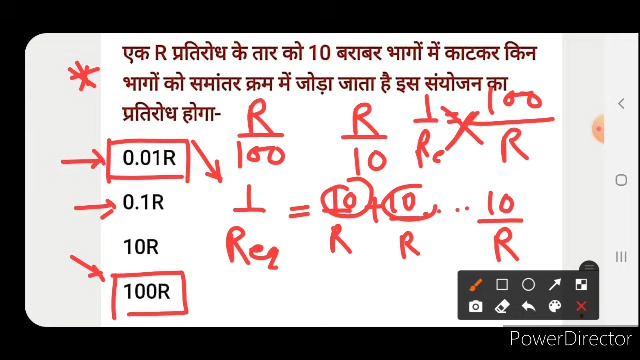 एक R प्रतिरोध के तार को 10 बराबर भागों में काटकर किन
भागों को समांतर क्रम में जोड़ा जाता है इस संयोजन का
प्रतिरोध होगा-
R/100 R/10 1/Re = 100/R
0.01R
0.1R
1/Req = 10/R + 10/R ... 10/R
10R
100R
PowerDirector